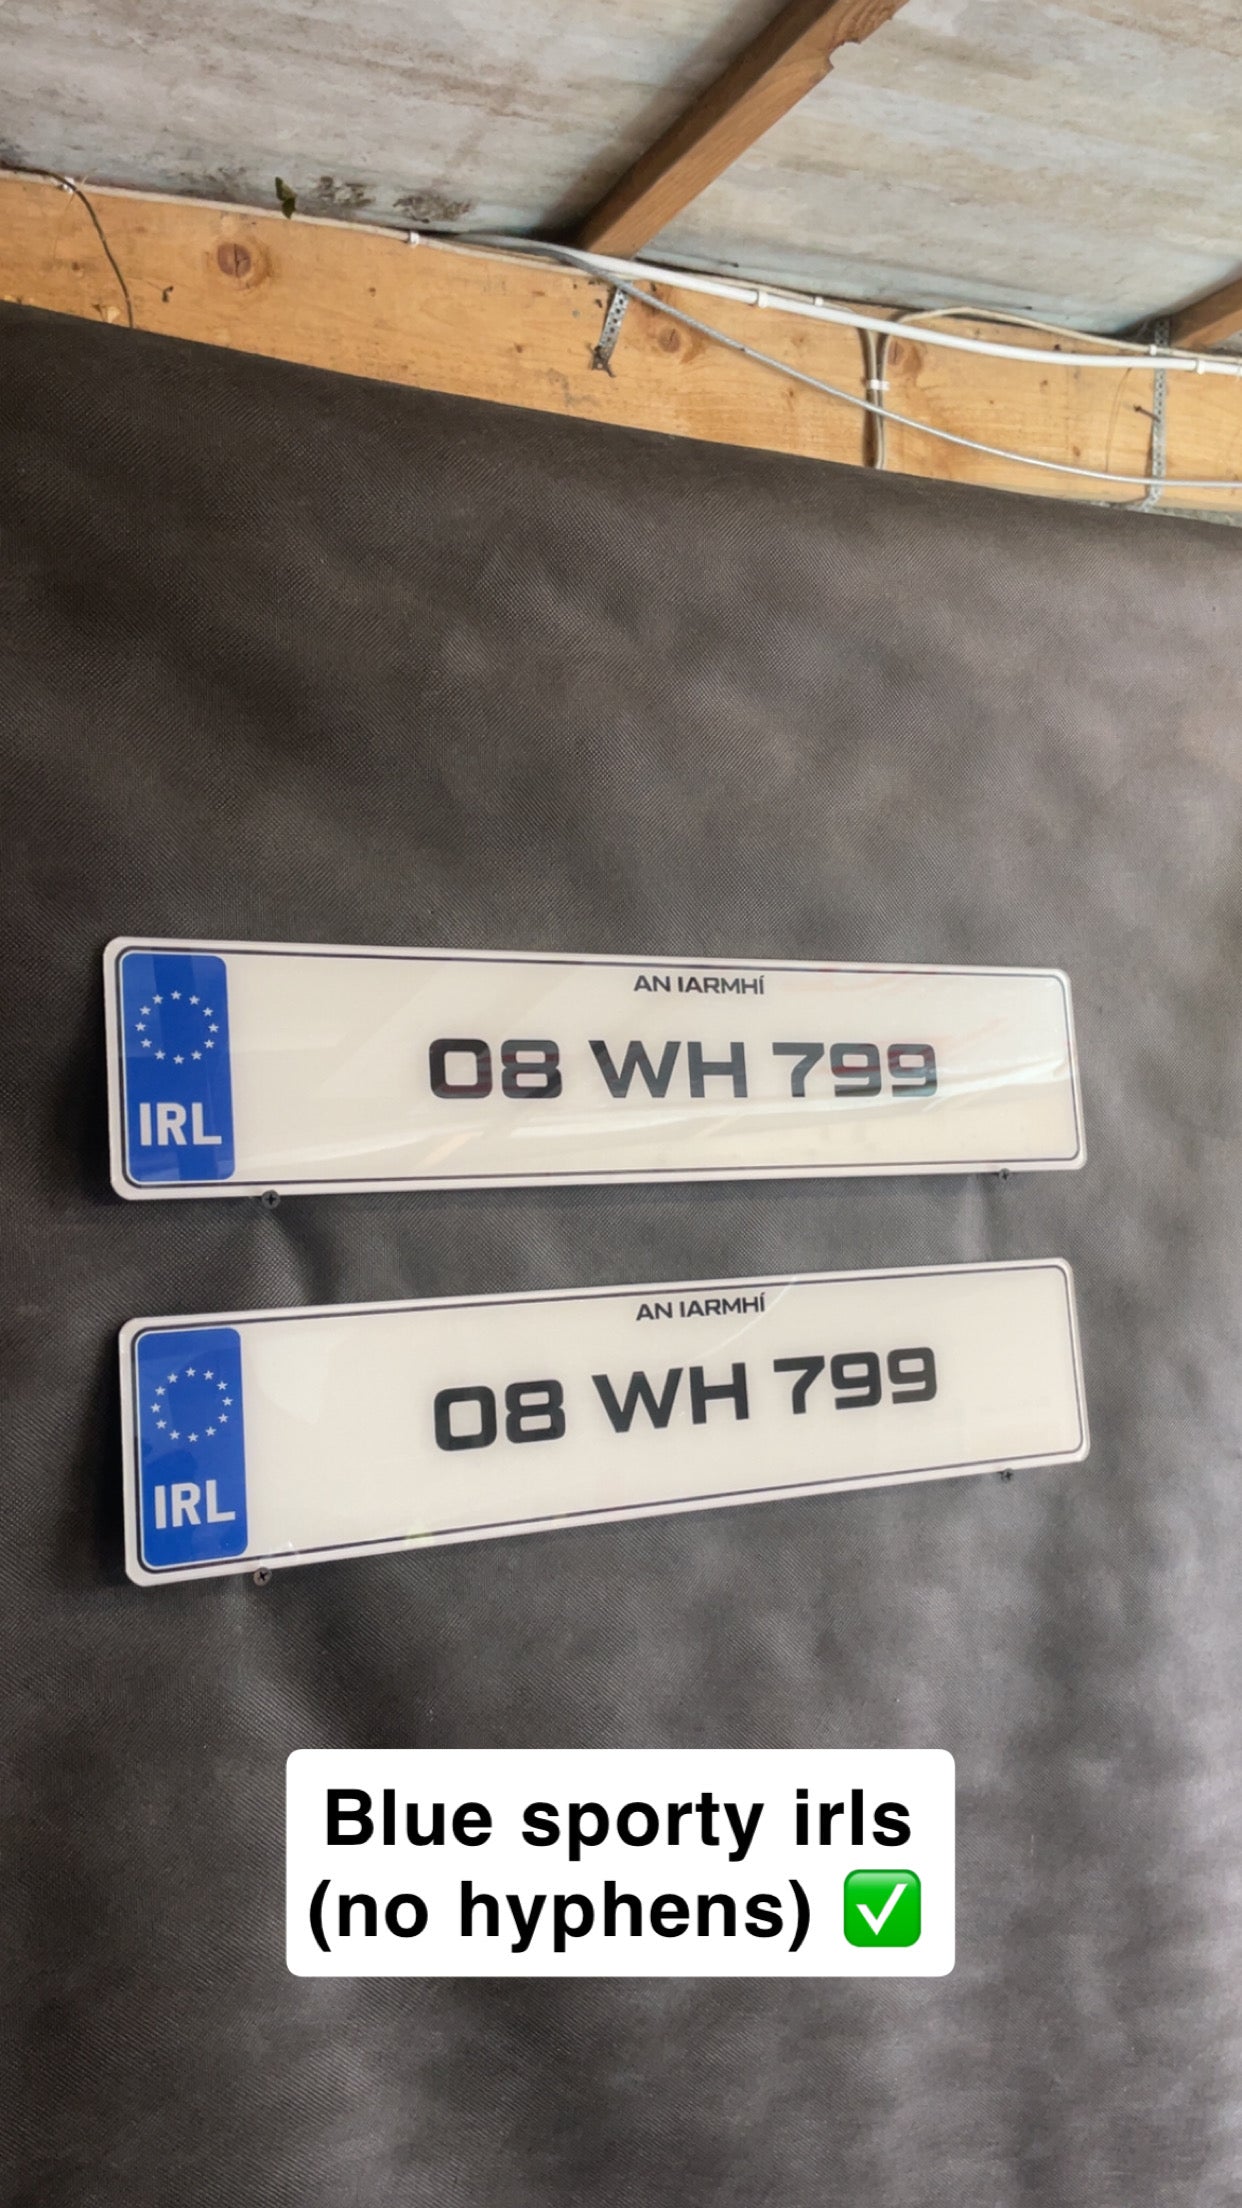 AN IARMHÍ
08 WH 799
IRL
AN IARMHÍ
08 WH 799
IRL
Blue sporty irls
(no hyphens) ✅